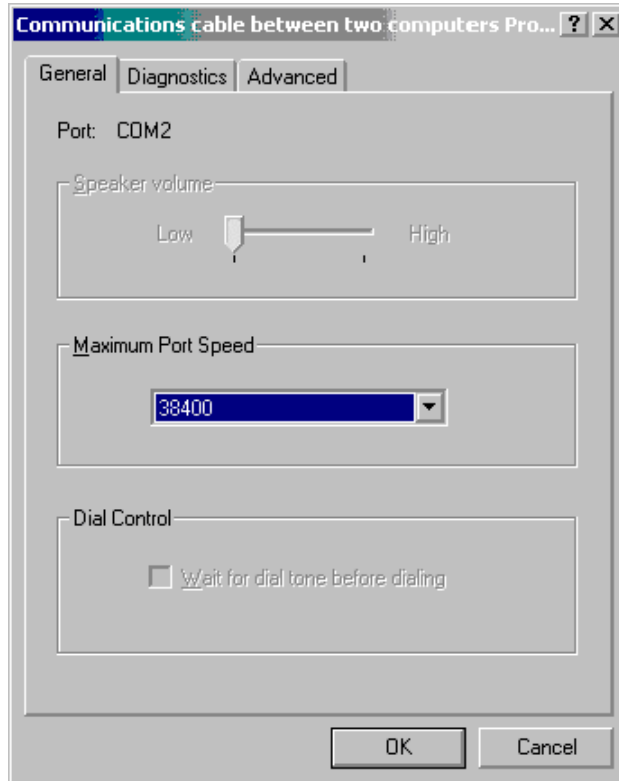 Communications cable between two computers Pro... ? X
General Diagnostics Advanced
Port: COM2
Speaker volume
Low High
Maximum Port Speed
38400
Dial Control
Wait for dial tone before dialing
OK Cancel